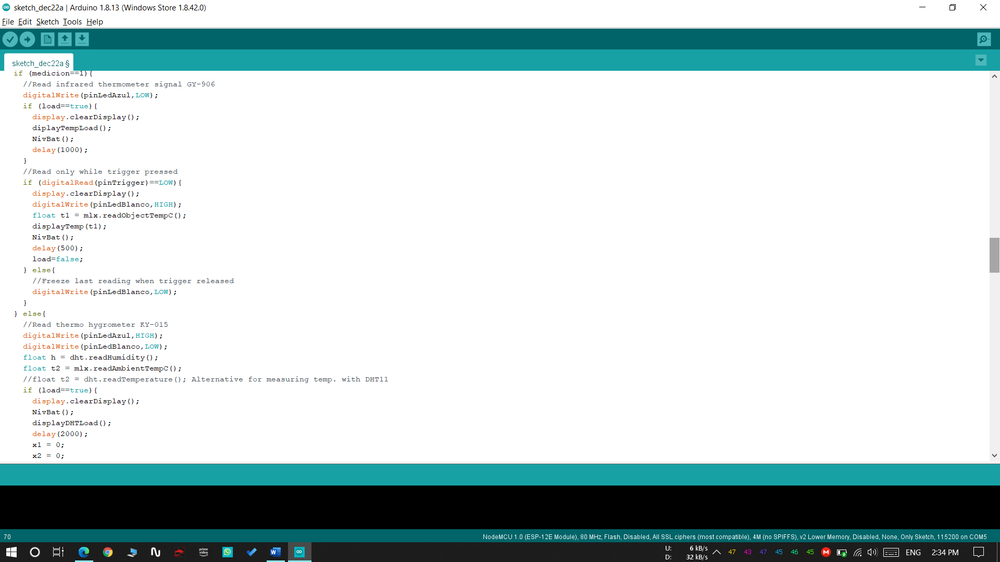 sketch_dec22a | Arduino 1.8.13 (Windows Store 1.8.42.0)
File Edit Sketch Tools Help
sketch_dec22a §
if (medicion==1){
//Read infrared thermometer signal GY-906
digitalWrite(pinLedAzul,LOW);
if (load==true){
display.clearDisplay();
diplayTempLoad();
NivBat();
delay(1000);
}
//Read only while trigger pressed
if (digitalRead(pinTrigger)==LOW){
display.clearDisplay();
digitalWrite(pinLedBlanco,HIGH);
float t1 = mlx.readObjectTempC();
displayTemp(t1);
NivBat();
delay(500);
load=false;
} else{
//Freeze last reading when trigger released
digitalWrite(pinLedBlanco,LOW);
}
} else{
//Read thermo hygrometer KY-015
digitalWrite(pinLedAzul,HIGH);
digitalWrite(pinLedBlanco,LOW);
float h = dht.readHumidity();
float t2 = mlx.readAmbientTempC();
//float t2 = dht.readTemperature(); Alternative for measuring temp. with DHT11
if (load==true){
display.clearDisplay();
NivBat();
displayDHTLoad();
delay(2000);
x1 = 0;
x2 = 0;
70
NodeMCU 1.0 (ESP-12E Module), 80 MHz, Flash, Disabled, All SSL ciphers (most compatible), 4M (no SPIFFS), v2 Lower Memory, Disabled, None, Only Sketch, 115200 on COM5
prime video
W
U: 6 kB/s
D: 32 kB/s
47 43 47 45 46 45
M
ENG
2:34 PM